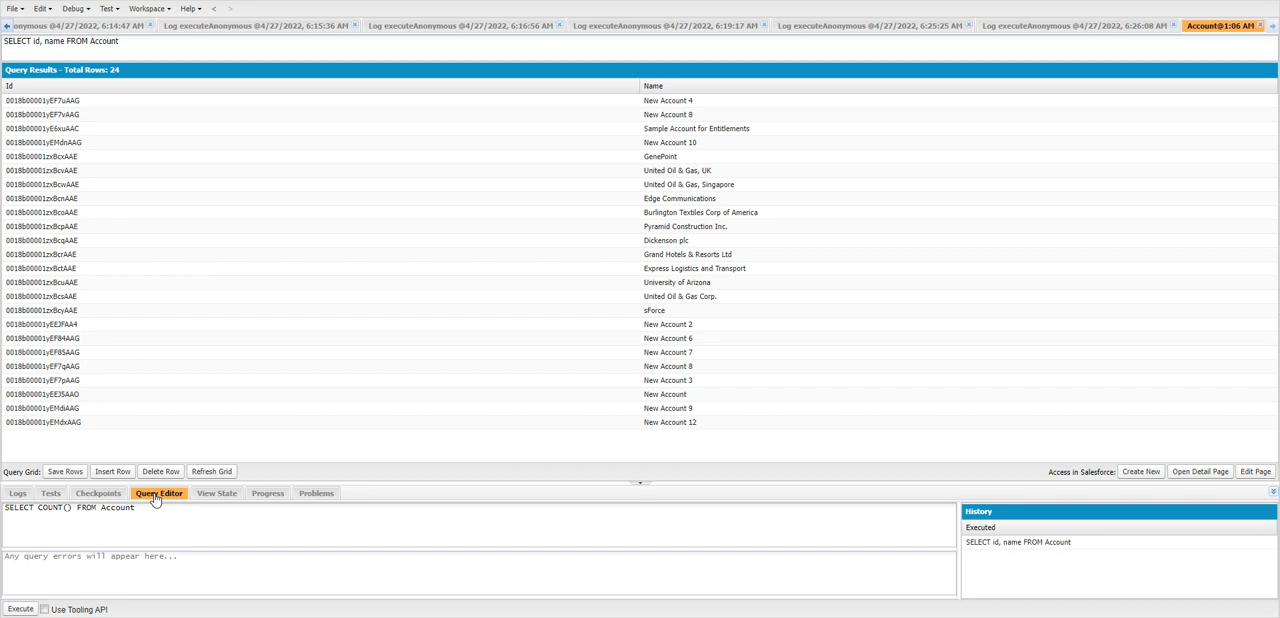 File Edit Debug Test Workspace Help < >
onymous @4/27/2022, 6:14:47 AM Log executeAnonymous @4/27/2022, 6:15:36 AM Log executeAnonymous @4/27/2022, 6:16:56 AM Log executeAnonymous @4/27/2022, 6:19:17 AM Log executeAnonymous @4/27/2022, 6:25:25 AM Log executeAnonymous @4/27/2022, 6:26:08 AM Account@1:06 AM
SELECT id, name FROM Account
Query Results - Total Rows: 24
Id Name
0018b00001yEF7uAAG New Account 4
0018b00001yEF7vAAG New Account 8
0018b00001yE6xuAAC Sample Account for Entitlements
0018b00001yEMdnAAG New Account 10
0018b00001zxBcxAAE GenePoint
0018b00001zxBcvAAE United Oil & Gas, UK
0018b00001zxBcwAAE United Oil & Gas, Singapore
0018b00001zxBcnAAE Edge Communications
0018b00001zxBcoAAE Burlington Textiles Corp of America
0018b00001zxBcpAAE Pyramid Construction Inc.
0018b00001zxBcqAAE Dickenson plc
0018b00001zxBcrAAE Grand Hotels & Resorts Ltd
0018b00001zxBctAAE Express Logistics and Transport
0018b00001zxBcuAAE University of Arizona
0018b00001zxBcsAAE United Oil & Gas Corp.
0018b00001zxBcyAAE sForce
0018b00001yEEJFAA4 New Account 2
0018b00001yEF84AAG New Account 6
0018b00001yEF85AAG New Account 7
0018b00001yEF7qAAG New Account 8
0018b00001yEF7pAAG New Account 3
0018b00001yEEJ5AAO New Account
0018b00001yEMdiAAG New Account 9
0018b00001yEMdxAAG New Account 12
Query Grid: Save Rows Insert Row Delete Row Refresh Grid Access in Salesforce: Create New Open Detail Page Edit Page
Logs Tests Checkpoints Query Editor View State Progress Problems
SELECT COUNT() FROM Account
Any query errors will appear here...
History
Executed
SELECT id, name FROM Account
Execute Use Tooling API